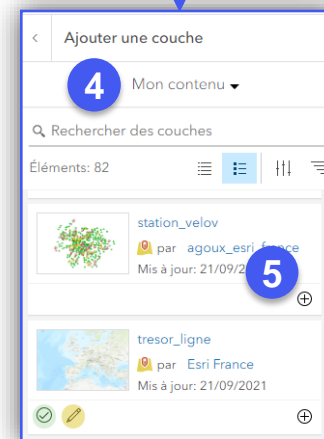 Ajouter une couche
4
Mon contenu
Rechercher des couches
Éléments: 82
station_velov
par agoux_esri_france
Mis à jour: 21/09/2
5
tresor_ligne
par Esri France
Mis à jour: 21/09/2021